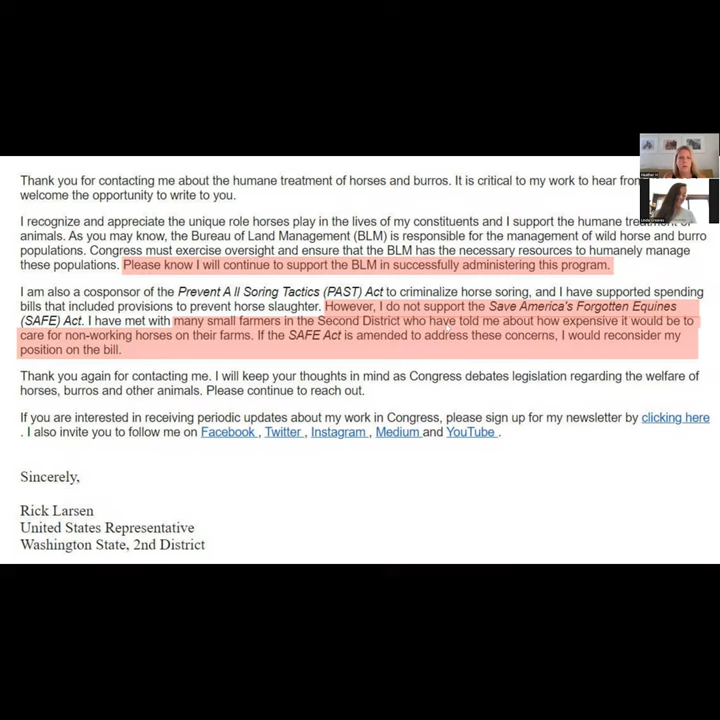 Thank you for contacting me about the humane treatment of horses and burros. It is critical to my work to hear
welcome the opportunity to write to you.
I recognize and appreciate the unique role horses play in the lives of my constituents and I support the humane of
animals. As you may know, the Bureau of Land Management (BLM) is responsible for the management of wild horse and burro
populations. Congress must exercise oversight and ensure that the BLM has the necessary resources to humanely manage
these populations. Please know I will continue to support the BLM in successfully administering this program.
I am also a cosponsor of the Prevent A ll Soring Tactics (PAST) Act to criminalize horse soring, and I have supported spending
bills that included provisions to prevent horse slaughter. However, I do not support the Save America's Forgotten Equines
(SAFE) Act. I have met with many small farmers in the Second District who have told me about how expensive it would be to
care for non-working horses on their farms. If the SAFE Act is amended to address these concerns, I would reconsider my
position on the bill.
Thank you again for contacting me. I will keep your thoughts in mind as Congress debates legislation regarding the welfare of
horses, burros and other animals. Please continue to reach out.
If you are interested in receiving periodic updates about my work in Congress, please sign up for my newsletter by clicking here
. I also invite you to follow me on Facebook , Twitter , Instagram , Medium and YouTube .
Sincerely,
Rick Larsen
United States Representative
Washington State, 2nd District
Heather H